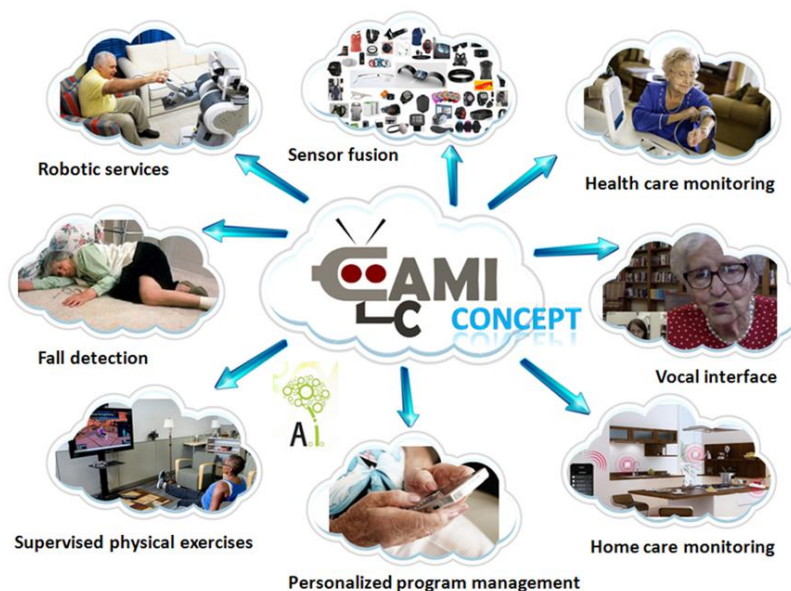 Robotic services
Sensor fusion
Health care monitoring
CAMI
C CONCEPT
Fall detection
Vocal interface
A.I.
Supervised physical exercises
Home care monitoring
Personalized program management